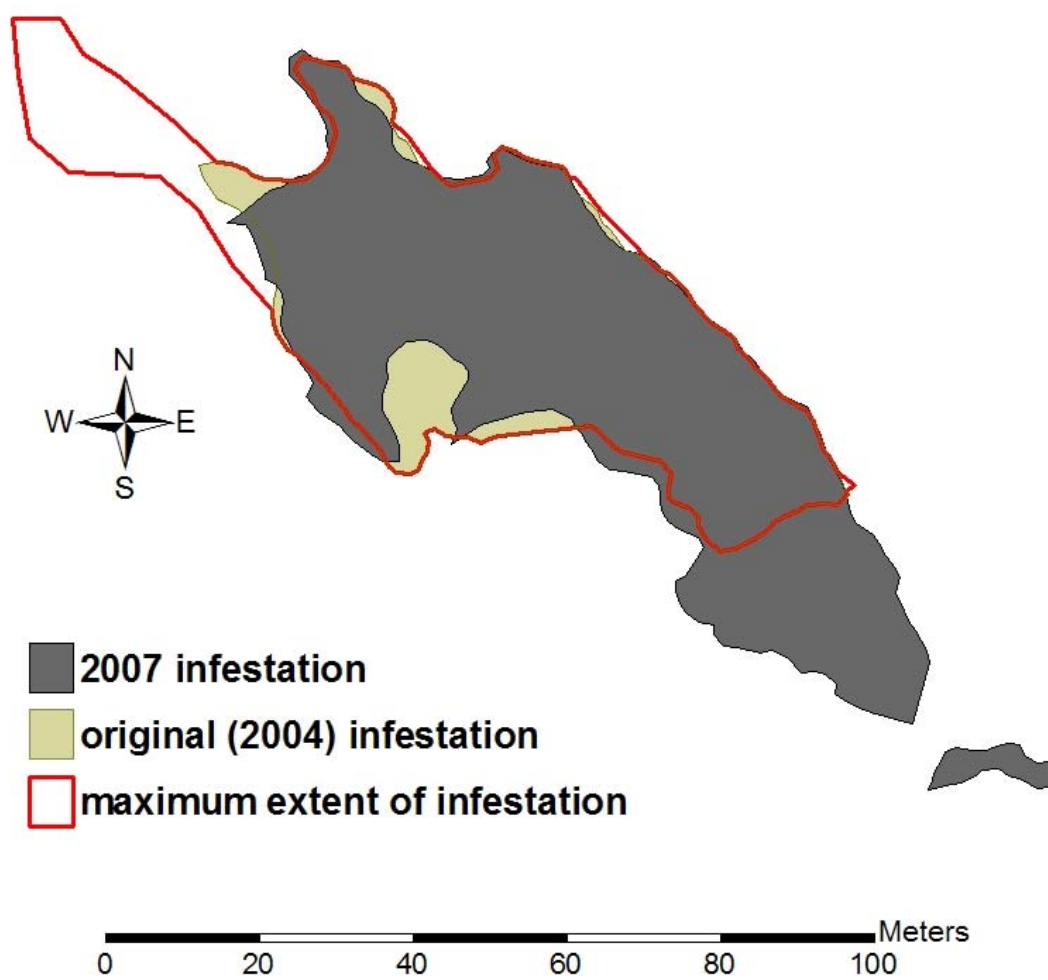 N
W E
S
2007 infestation
original (2004) infestation
maximum extent of infestation
Meters
0 20 40 60 80 100